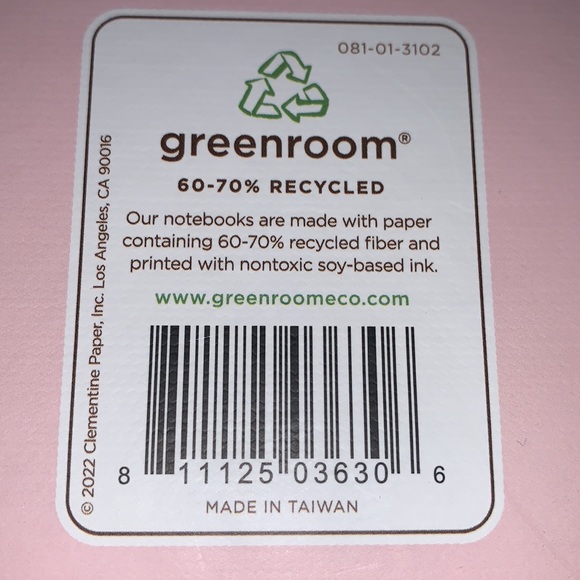 081-01-3102
greenroom®
60-70% RECYCLED
Our notebooks are made with paper
containing 60-70% recycled fiber and
printed with nontoxic soy-based ink.
www.greenroomeco.com
8 11125 03630 6
MADE IN TAIWAN
© 2022 Clementine Paper, Inc. Los Angeles, CA 90016